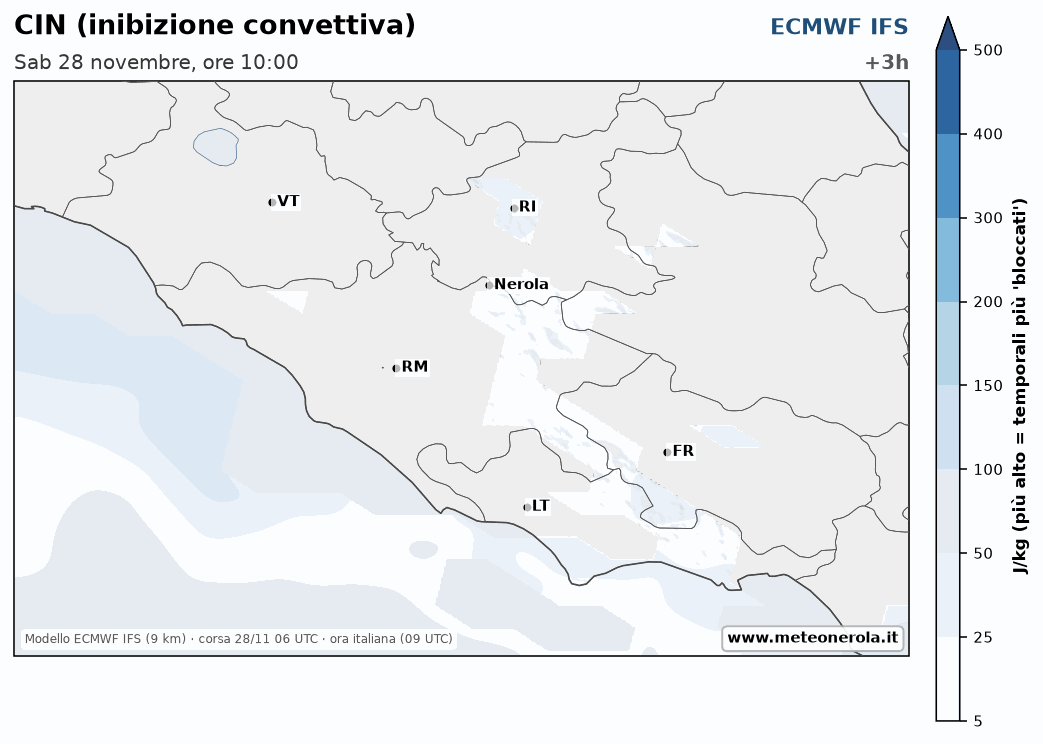 CIN (inibizione convettiva)
ECMWF IFS
Sab 28 novembre, ore 10:00
+3h
VT
RI
Nerola
RM
FR
LT
Modello ECMWF IFS (9 km) · corsa 28/11 06 UTC · ora italiana (09 UTC)
www.meteonerola.it
500
400
300
200
150
100
50
25
5
J/kg (più alto = temporali più 'bloccati')